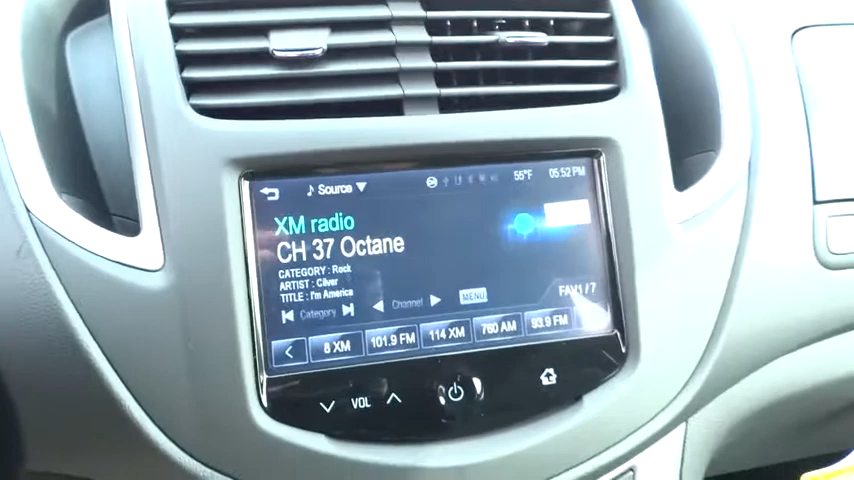 Source
55°F
05:52 PM
XM radio
CH 37 Octane
CATEGORY : Rock
ARTIST : Cilver
TITLE : I'm America
Category
Channel
MENU
FAV1 / 7
8 XM
101.9 FM
114 XM
760 AM
93.9 FM
VOL